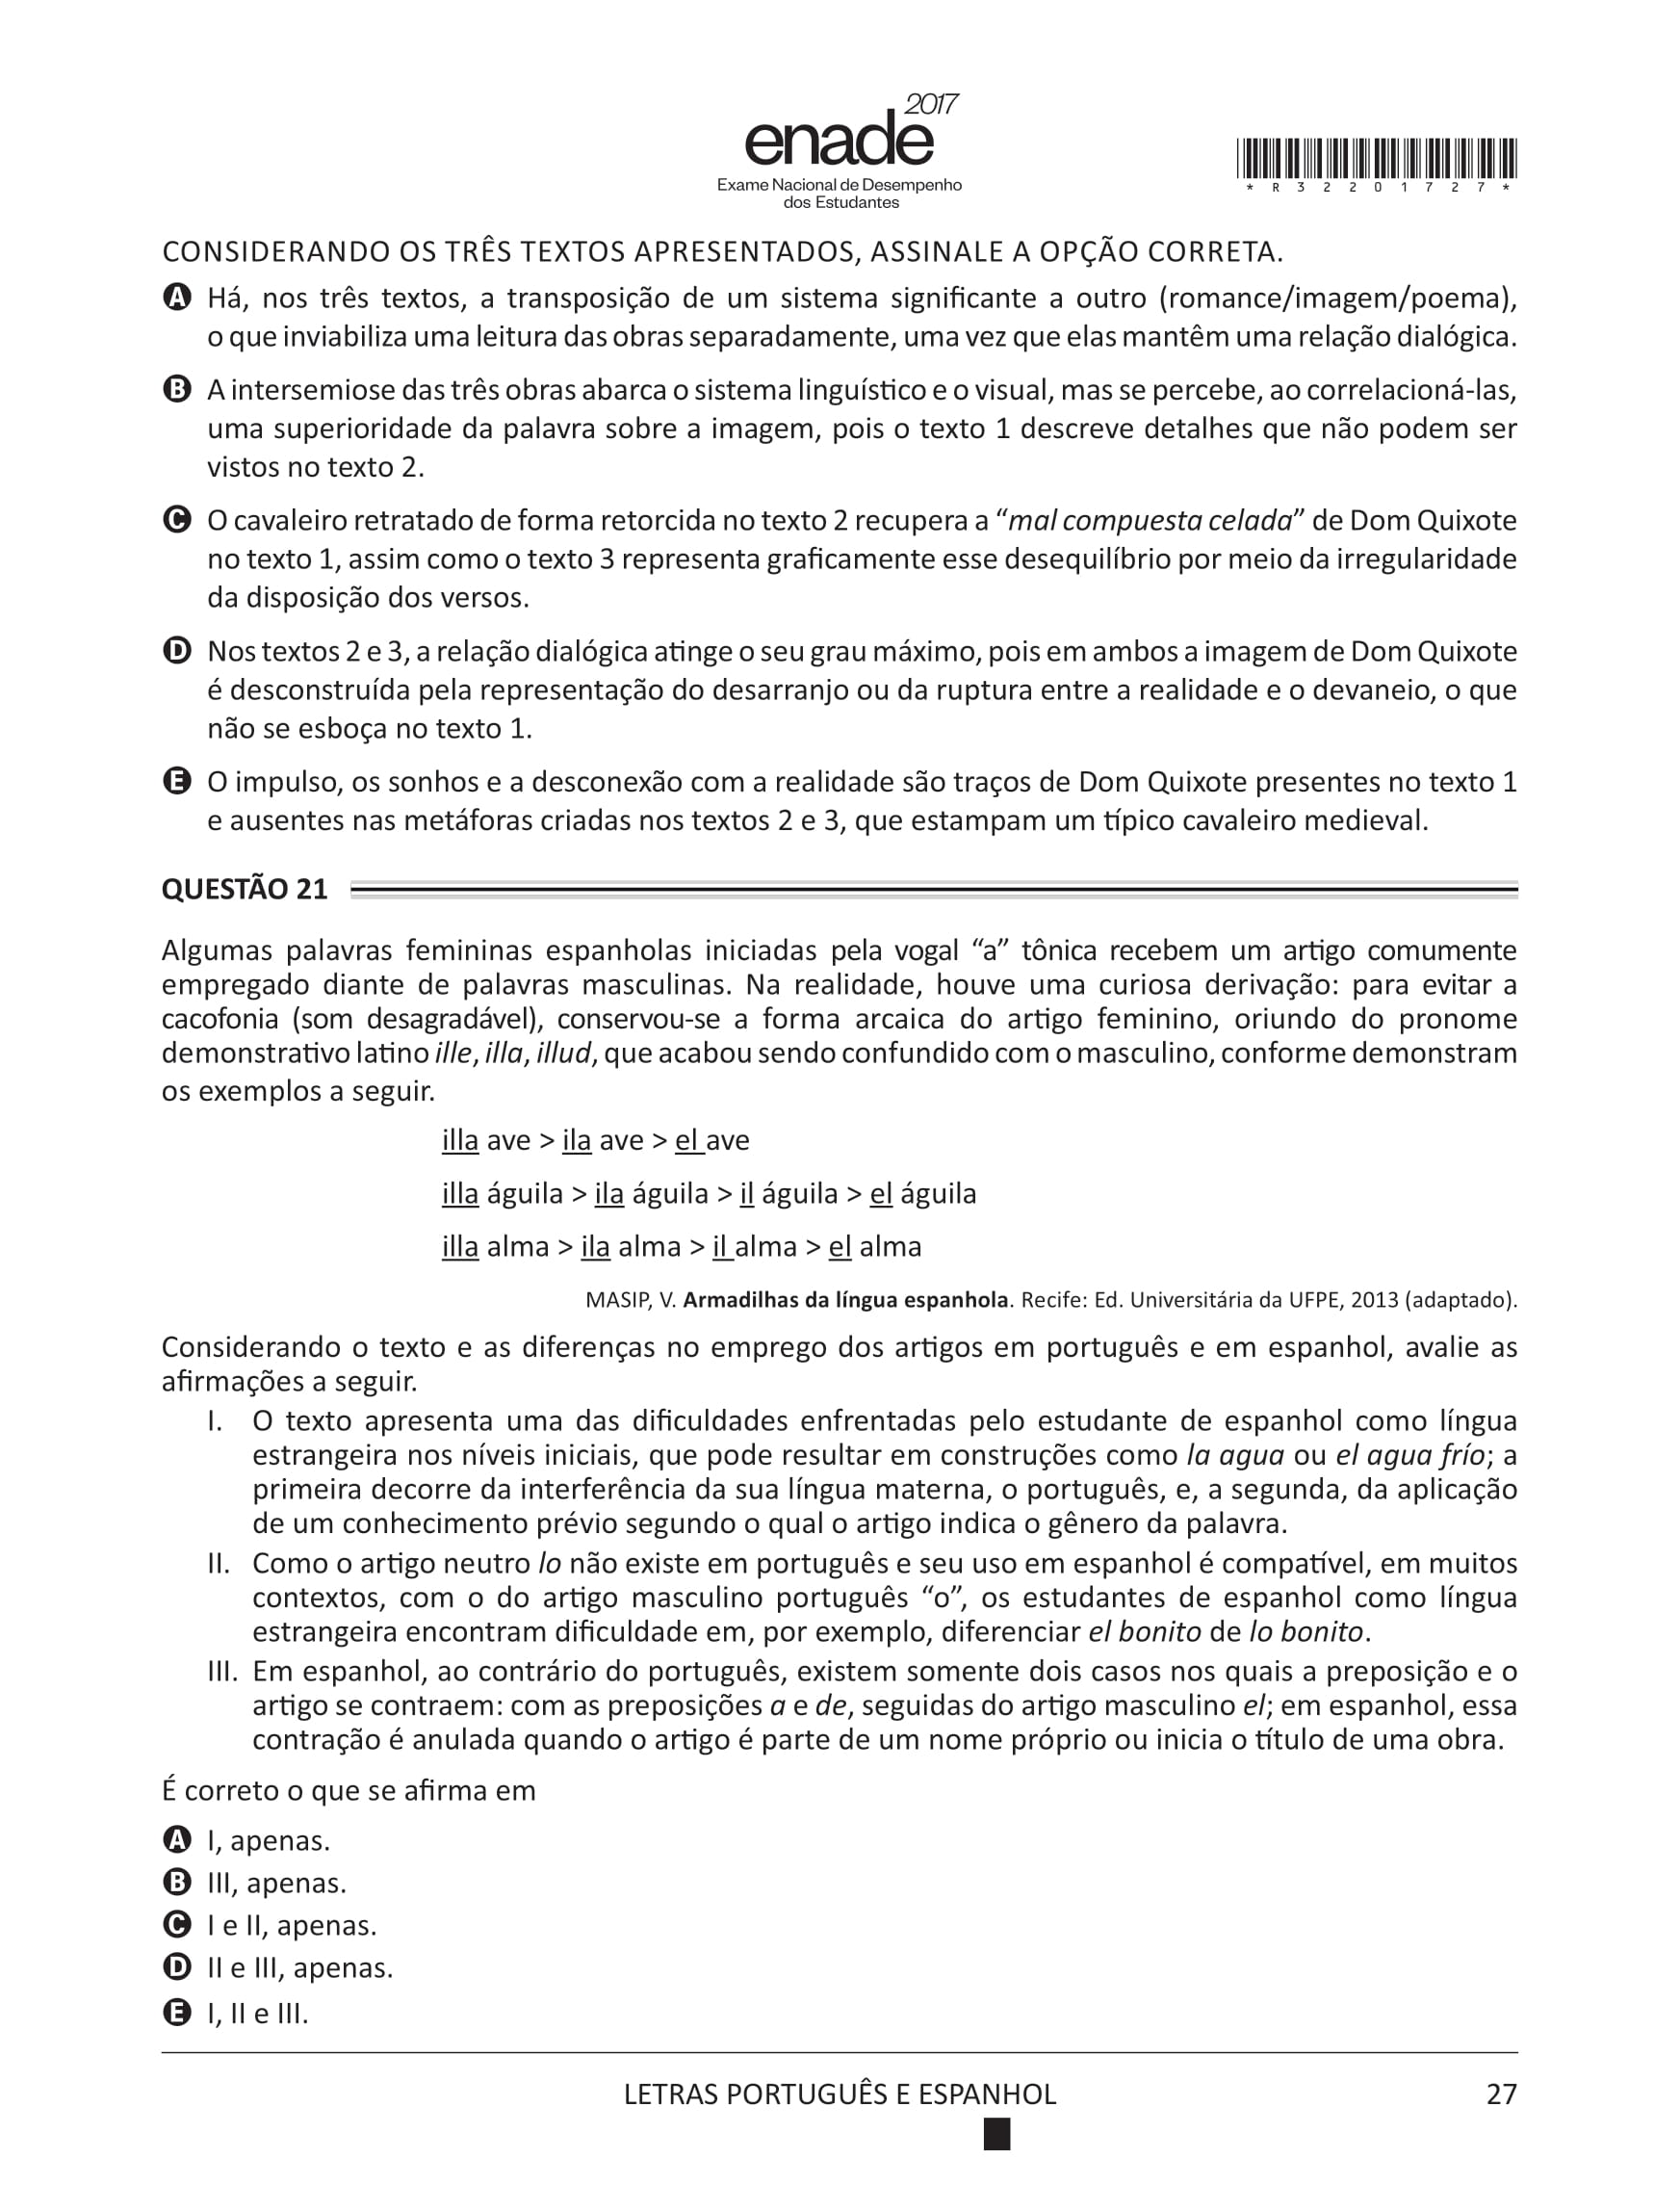 enade 2017
Exame Nacional de Desempenho
dos Estudantes
* R 3 2 2 0 1 7 2 7 *
CONSIDERANDO OS TRÊS TEXTOS APRESENTADOS, ASSINALE A OPÇÃO CORRETA.
A Há, nos três textos, a transposição de um sistema significante a outro (romance/imagem/poema),
o que inviabiliza uma leitura das obras separadamente, uma vez que elas mantêm uma relação dialógica.
B A intersemiose das três obras abarca o sistema linguístico e o visual, mas se percebe, ao correlacioná-las,
uma superioridade da palavra sobre a imagem, pois o texto 1 descreve detalhes que não podem ser
vistos no texto 2.
C O cavaleiro retratado de forma retorcida no texto 2 recupera a “mal compuesta celada” de Dom Quixote
no texto 1, assim como o texto 3 representa graficamente esse desequilíbrio por meio da irregularidade
da disposição dos versos.
D Nos textos 2 e 3, a relação dialógica atinge o seu grau máximo, pois em ambos a imagem de Dom Quixote
é desconstruída pela representação do desarranjo ou da ruptura entre a realidade e o devaneio, o que
não se esboça no texto 1.
E O impulso, os sonhos e a desconexão com a realidade são traços de Dom Quixote presentes no texto 1
e ausentes nas metáforas criadas nos textos 2 e 3, que estampam um típico cavaleiro medieval.
QUESTÃO 21
Algumas palavras femininas espanholas iniciadas pela vogal “a” tônica recebem um artigo comumente
empregado diante de palavras masculinas. Na realidade, houve uma curiosa derivação: para evitar a
cacofonia (som desagradável), conservou-se a forma arcaica do artigo feminino, oriundo do pronome
demonstrativo latino ille, illa, illud, que acabou sendo confundido com o masculino, conforme demonstram
os exemplos a seguir.
illa ave > ila ave > el ave
illa águila > ila águila > il águila > el águila
illa alma > ila alma > il alma > el alma
MASIP, V. Armadilhas da língua espanhola. Recife: Ed. Universitária da UFPE, 2013 (adaptado).
Considerando o texto e as diferenças no emprego dos artigos em português e em espanhol, avalie as
afirmações a seguir.
I. O texto apresenta uma das dificuldades enfrentadas pelo estudante de espanhol como língua
estrangeira nos níveis iniciais, que pode resultar em construções como la agua ou el agua frío; a
primeira decorre da interferência da sua língua materna, o português, e, a segunda, da aplicação
de um conhecimento prévio segundo o qual o artigo indica o gênero da palavra.
II. Como o artigo neutro lo não existe em português e seu uso em espanhol é compatível, em muitos
contextos, com o do artigo masculino português “o”, os estudantes de espanhol como língua
estrangeira encontram dificuldade em, por exemplo, diferenciar el bonito de lo bonito.
III. Em espanhol, ao contrário do português, existem somente dois casos nos quais a preposição e o
artigo se contraem: com as preposições a e de, seguidas do artigo masculino el; em espanhol, essa
contração é anulada quando o artigo é parte de um nome próprio ou inicia o título de uma obra.
É correto o que se afirma em
A I, apenas.
B III, apenas.
C I e II, apenas.
D II e III, apenas.
E I, II e III.
LETRAS PORTUGUÊS E ESPANHOL 27